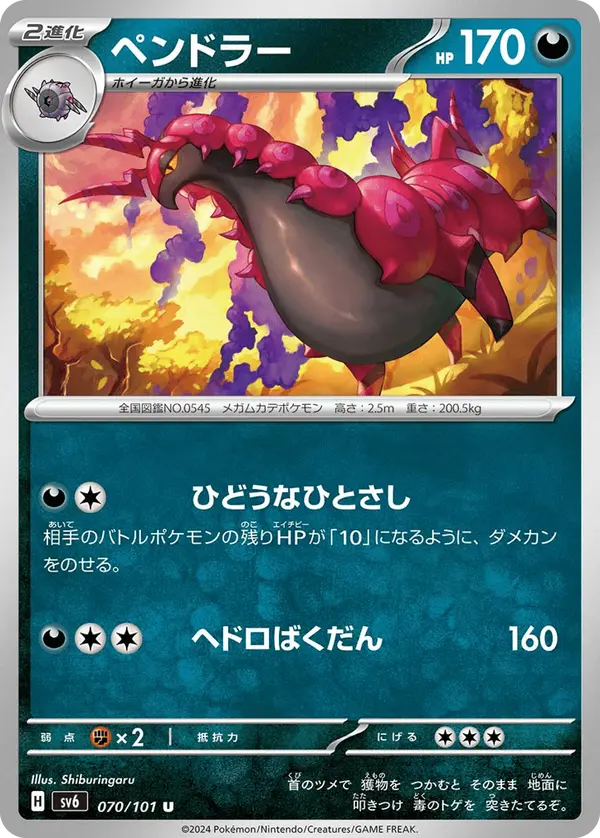 2進化
ペンドラー
HP 170
ホイーガから進化
全国図鑑NO.0545 メガムカデポケモン 高さ:2.5m 重さ:200.5kg
ひどうなひとさし
相手のバトルポケモンの残りHPが「10」になるように、ダメカン
をのせる。
ヘドロばくだん 160
弱点 ×2 抵抗力 にげる
Illus. Shiburingaru
H sv6 070/101 U
首のツメで 獲物を つかむと そのまま 地面に
叩きつけ 毒のトゲを 突きたてるぞ。
©2024 Pokémon/Nintendo/Creatures/GAME FREAK.